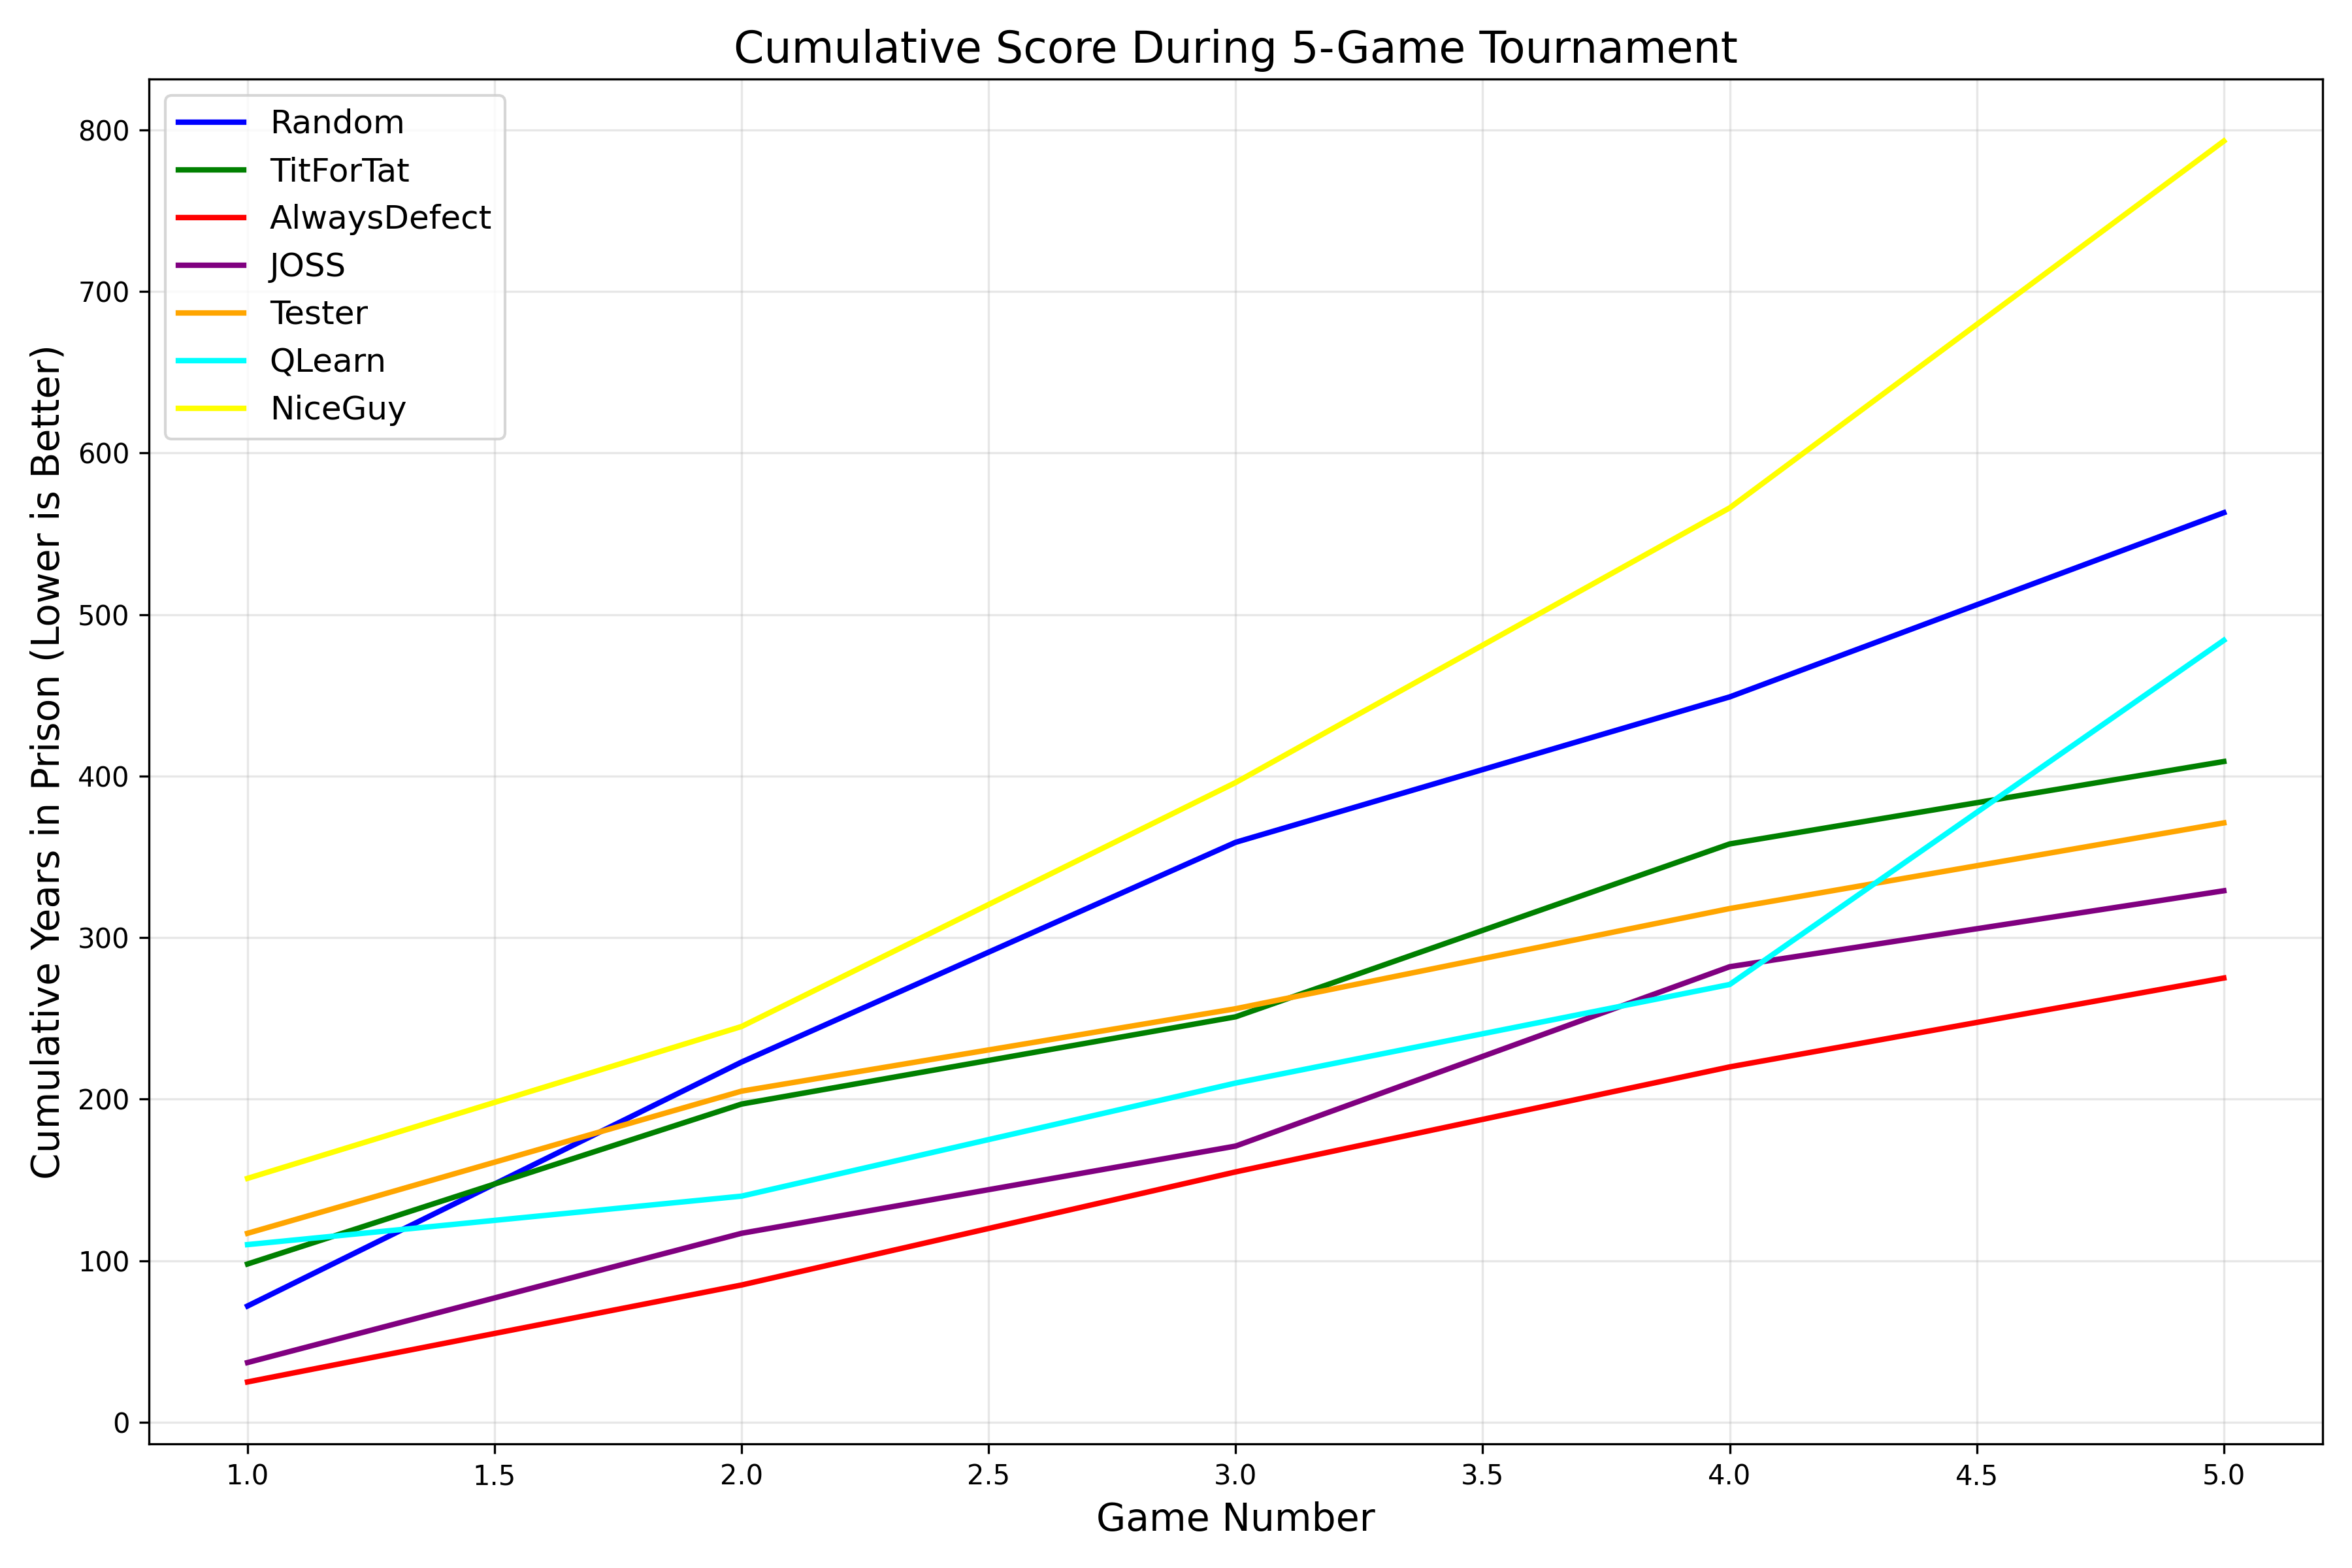 Cumulative Score During 5-Game Tournament
Random
TitForTat
AlwaysDefect
JOSS
Tester
QLearn
NiceGuy
Cumulative Years in Prison (Lower is Better)
800
700
600
500
400
300
200
100
0
1.0 1.5 2.0 2.5 3.0 3.5 4.0 4.5 5.0
Game Number